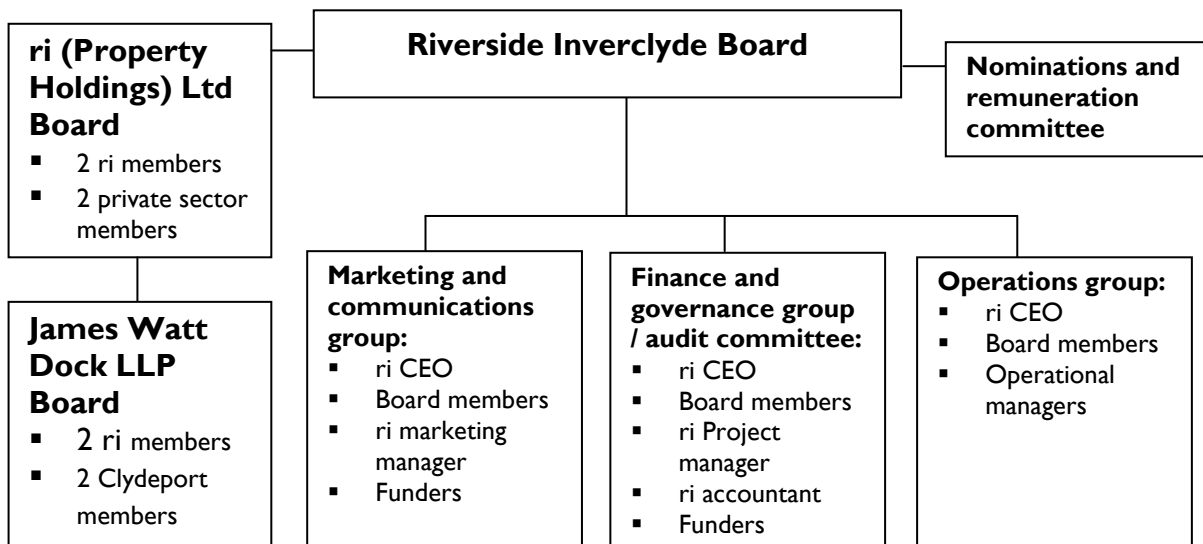 ri (Property
Holdings) Ltd
Board
▪ 2 ri members
▪ 2 private sector
members
Riverside Inverclyde Board
Nominations and
remuneration
committee
James Watt
Dock LLP
Board
▪ 2 ri members
▪ 2 Clydeport
members
Marketing and
communications
group:
▪ ri CEO
▪ Board members
▪ ri marketing
manager
▪ Funders
Finance and
governance group
/ audit committee:
▪ ri CEO
▪ Board members
▪ ri Project
manager
▪ ri accountant
▪ Funders
Operations group:
▪ ri CEO
▪ Board members
▪ Operational
managers